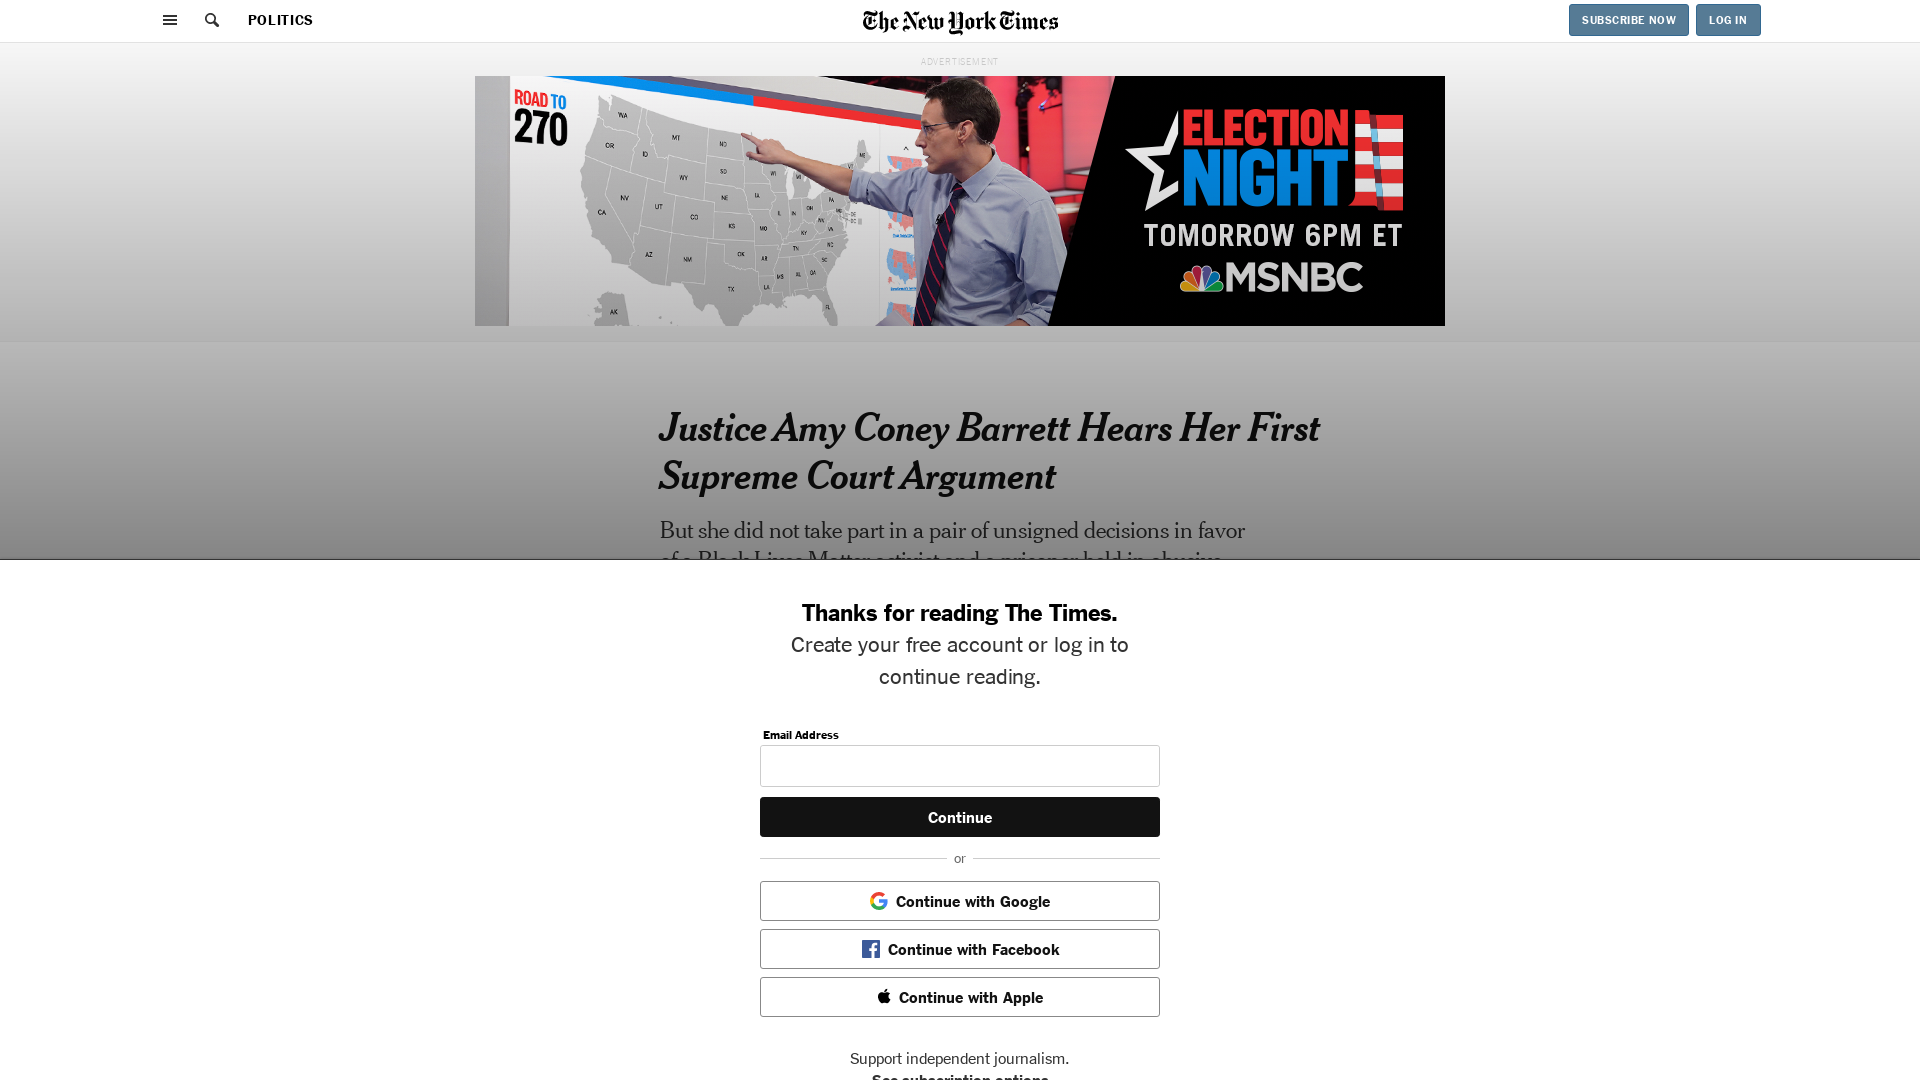 POLITICS
The New York Times
SUBSCRIBE NOW
LOG IN
ADVERTISEMENT
ROAD TO
270
WA
MT
ND
OR
ID
SD
WY
WI
MI
NV
NE
IA
UT
CA
CO
IL
IN
OH
PA
KS
MO
KY
VA
AZ
NM
OK
AR
TN
NC
SC
MS
AL
GA
TX
LA
FL
AK
ME
ELECTION
NIGHT
TOMORROW 6PM ET
MSNBC
Justice Amy Coney Barrett Hears Her First
Supreme Court Argument
But she did not take part in a pair of unsigned decisions in favor
of a Black Lives Matter activist and a prisoner held in abusive
Thanks for reading The Times.
Create your free account or log in to
continue reading.
Email Address
Continue
or
Continue with Google
Continue with Facebook
Continue with Apple
Support independent journalism.
See subscription options